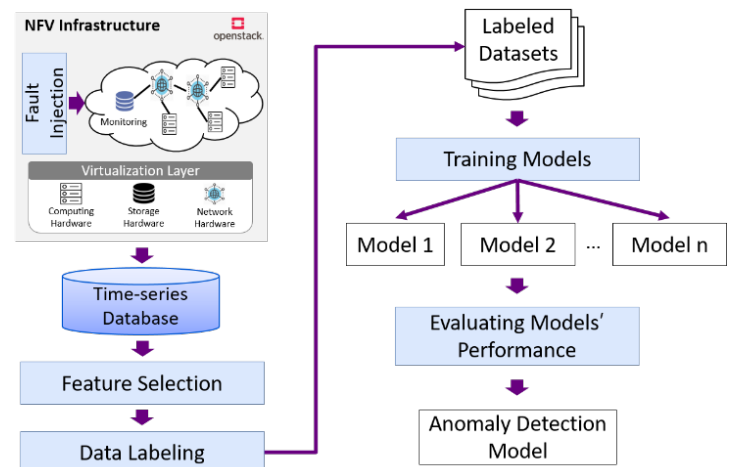 NFV Infrastructure
openstack.
Fault
Injection
Monitoring
Virtualization Layer
Computing
Hardware
Storage
Hardware
Network
Hardware
Time-series
Database
Feature Selection
Data Labeling
Labeled
Datasets
Training Models
Model 1
Model 2
...
Model n
Evaluating Models'
Performance
Anomaly Detection
Model